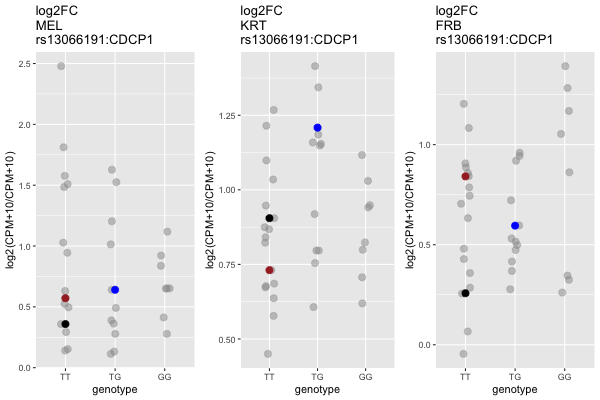 log2FC
MEL
rs13066191:CDCP1
log2(CPM+10/CPM+10)
2.5
2.0
1.5
1.0
0.5
0.0
TT TG GG
genotype
log2FC
KRT
rs13066191:CDCP1
log2(CPM+10/CPM+10)
1.25
1.00
0.75
0.50
TT TG GG
genotype
log2FC
FRB
rs13066191:CDCP1
log2(CPM+10/CPM+10)
1.0
0.5
0.0
TT TG GG
genotype